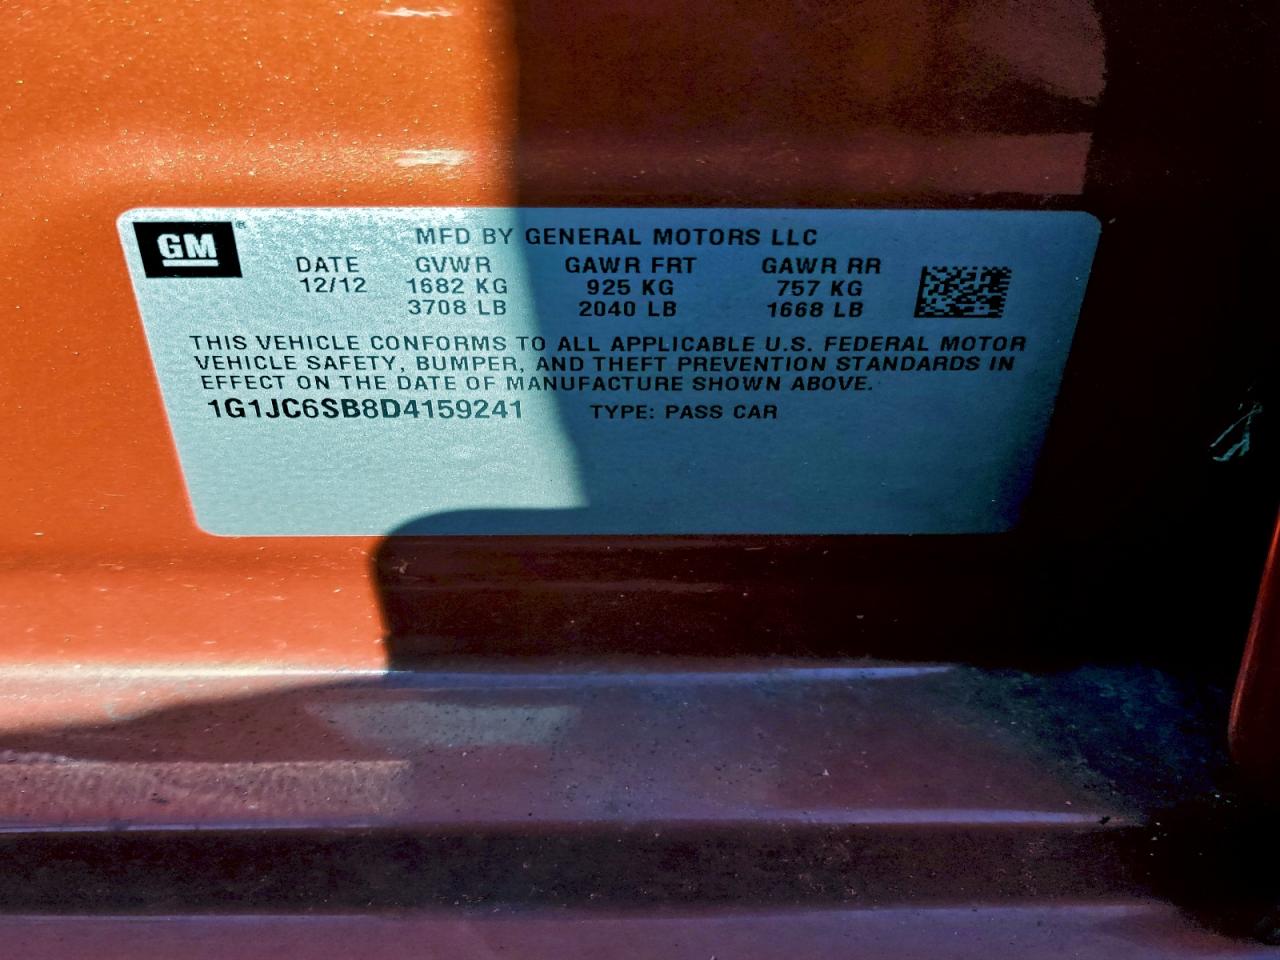 GM
MFD BY GENERAL MOTORS LLC
DATE GVWR GAWR FRT GAWR RR
12/12 1682 KG 925 KG 757 KG
3708 LB 2040 LB 1668 LB
THIS VEHICLE CONFORMS TO ALL APPLICABLE U.S. FEDERAL MOTOR
VEHICLE SAFETY, BUMPER, AND THEFT PREVENTION STANDARDS IN
EFFECT ON THE DATE OF MANUFACTURE SHOWN ABOVE.
1G1JC6SB8D4159241 TYPE: PASS CAR